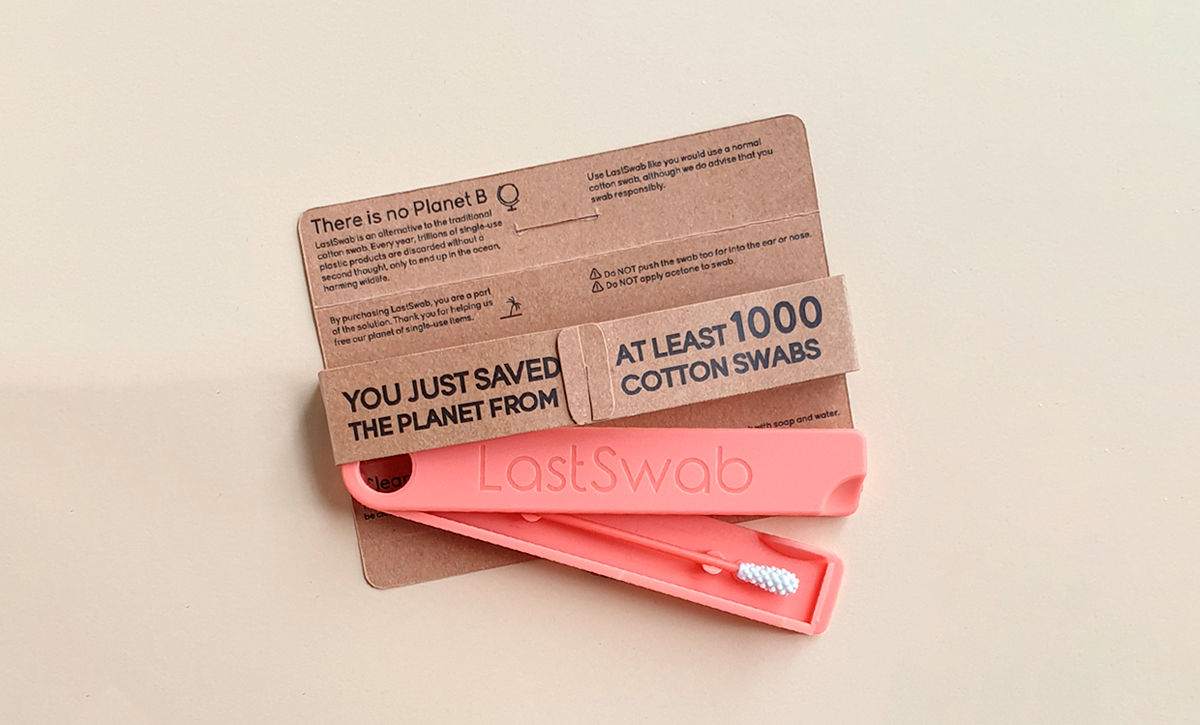 There is no Planet B
LastSwab is an alternative to the traditional
cotton swab. Every year, trillions of single-use
plastic products are discarded without a
second thought, only to end up in the ocean,
harming wildlife.
Use LastSwab like you would use a normal
cotton swab, although we do advise that you
swab responsibly.
By purchasing LastSwab, you are a part
of the solution. Thank you for helping us
free our planet of single-use items.
Do NOT push the swab too far into the ear or nose.
Do NOT apply acetone to swab.
YOU JUST SAVED
THE PLANET FROM
AT LEAST 1000
COTTON SWABS
with soap and water.
LastSwab
Clean